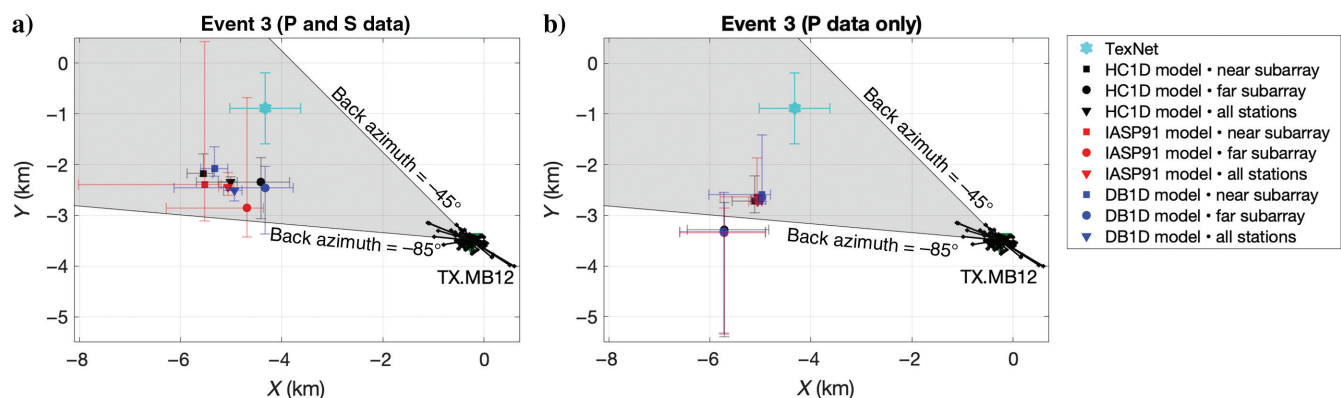 a)
Event 3 (P and S data)
0
−1
−2
−3
−4
−5
Y (km)
−8
−6
−4
−2
0
X (km)
Back azimuth = −45°
Back azimuth = −85°
TX.MB12
b)
Event 3 (P data only)
0
−1
−2
−3
−4
−5
Y (km)
−8
−6
−4
−2
0
X (km)
Back azimuth = −45°
Back azimuth = −85°
TX.MB12
TexNet
HC1D model • near subarray
HC1D model • far subarray
HC1D model • all stations
IASP91 model • near subarray
IASP91 model • far subarray
IASP91 model • all stations
DB1D model • near subarray
DB1D model • far subarray
DB1D model • all stations